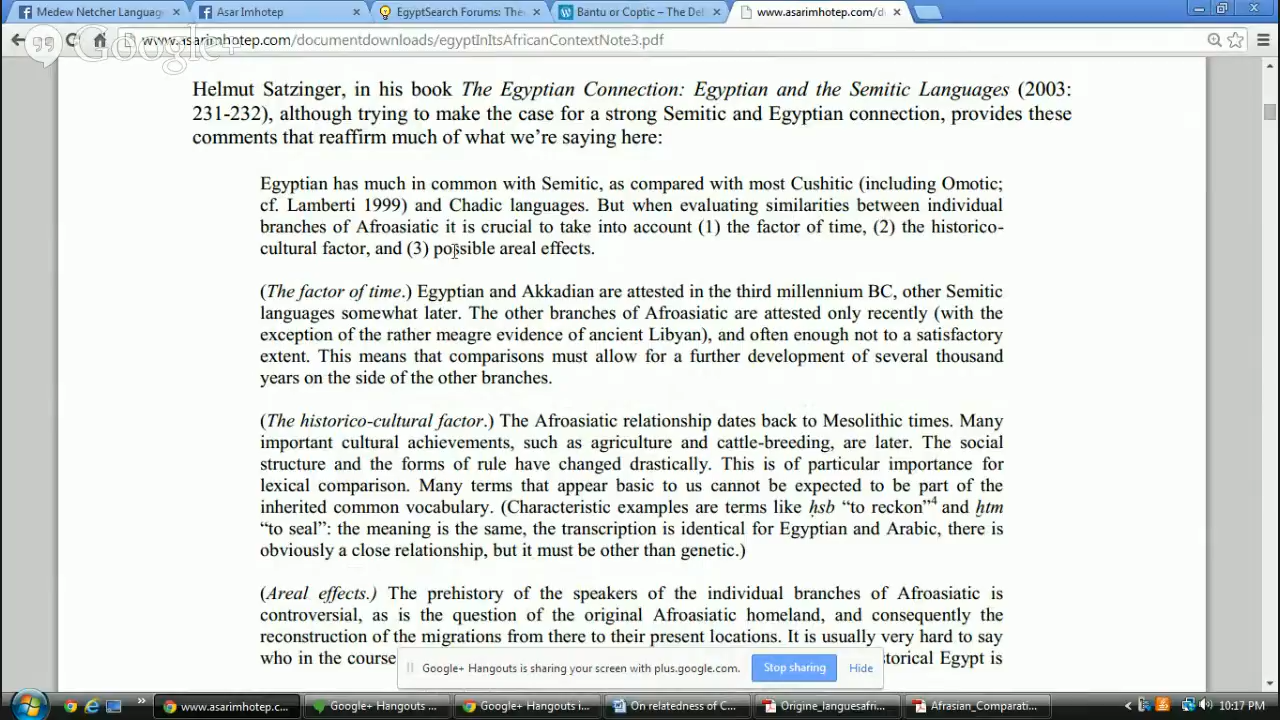 Medew Netcher Languag
Asar Imhotep
EgyptSearch Forums: The
Bantu or Coptic – The De
www.asarimhotep.com/d
www.asarimhotep.com/documentdownloads/egyptInItsAfricanContextNote3.pdf
Google+
Helmut Satzinger, in his book The Egyptian Connection: Egyptian and the Semitic Languages (2003:
231-232), although trying to make the case for a strong Semitic and Egyptian connection, provides these
comments that reaffirm much of what we’re saying here:
Egyptian has much in common with Semitic, as compared with most Cushitic (including Omotic;
cf. Lamberti 1999) and Chadic languages. But when evaluating similarities between individual
branches of Afroasiatic it is crucial to take into account (1) the factor of time, (2) the historico-
cultural factor, and (3) possible areal effects.
(The factor of time.) Egyptian and Akkadian are attested in the third millennium BC, other Semitic
languages somewhat later. The other branches of Afroasiatic are attested only recently (with the
exception of the rather meagre evidence of ancient Libyan), and often enough not to a satisfactory
extent. This means that comparisons must allow for a further development of several thousand
years on the side of the other branches.
(The historico-cultural factor.) The Afroasiatic relationship dates back to Mesolithic times. Many
important cultural achievements, such as agriculture and cattle-breeding, are later. The social
structure and the forms of rule have changed drastically. This is of particular importance for
lexical comparison. Many terms that appear basic to us cannot be expected to be part of the
inherited common vocabulary. (Characteristic examples are terms like ḥsb “to reckon”4 and ḫtm
“to seal”: the meaning is the same, the transcription is identical for Egyptian and Arabic, there is
obviously a close relationship, but it must be other than genetic.)
(Areal effects.) The prehistory of the speakers of the individual branches of Afroasiatic is
controversial, as is the question of the original Afroasiatic homeland, and consequently the
reconstruction of the migrations from there to their present locations. It is usually very hard to say
who in the course storical Egypt is
Google+ Hangouts is sharing your screen with plus.google.com. Stop sharing Hide
www.asarimhotep.c...
Google+ Hangouts ...
Google+ Hangouts i...
On relatedness of C...
Origine_languesafri...
Afrasian_Comparati...
10:17 PM